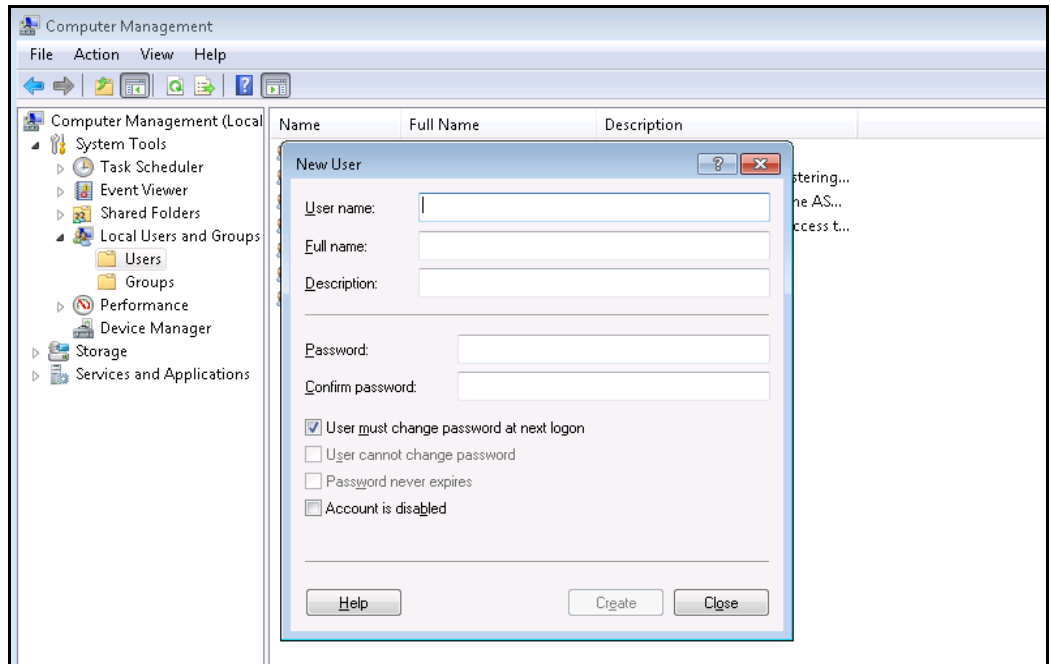 Computer Management
File Action View Help
Computer Management (Local
Name Full Name Description
System Tools
Task Scheduler
Event Viewer
Shared Folders
Local Users and Groups
Users
Groups
Performance
Device Manager
Storage
Services and Applications
stering...
he AS...
ccess t...
New User
User name:
Full name:
Description:
Password:
Confirm password:
User must change password at next logon
User cannot change password
Password never expires
Account is disabled
Help Create Close